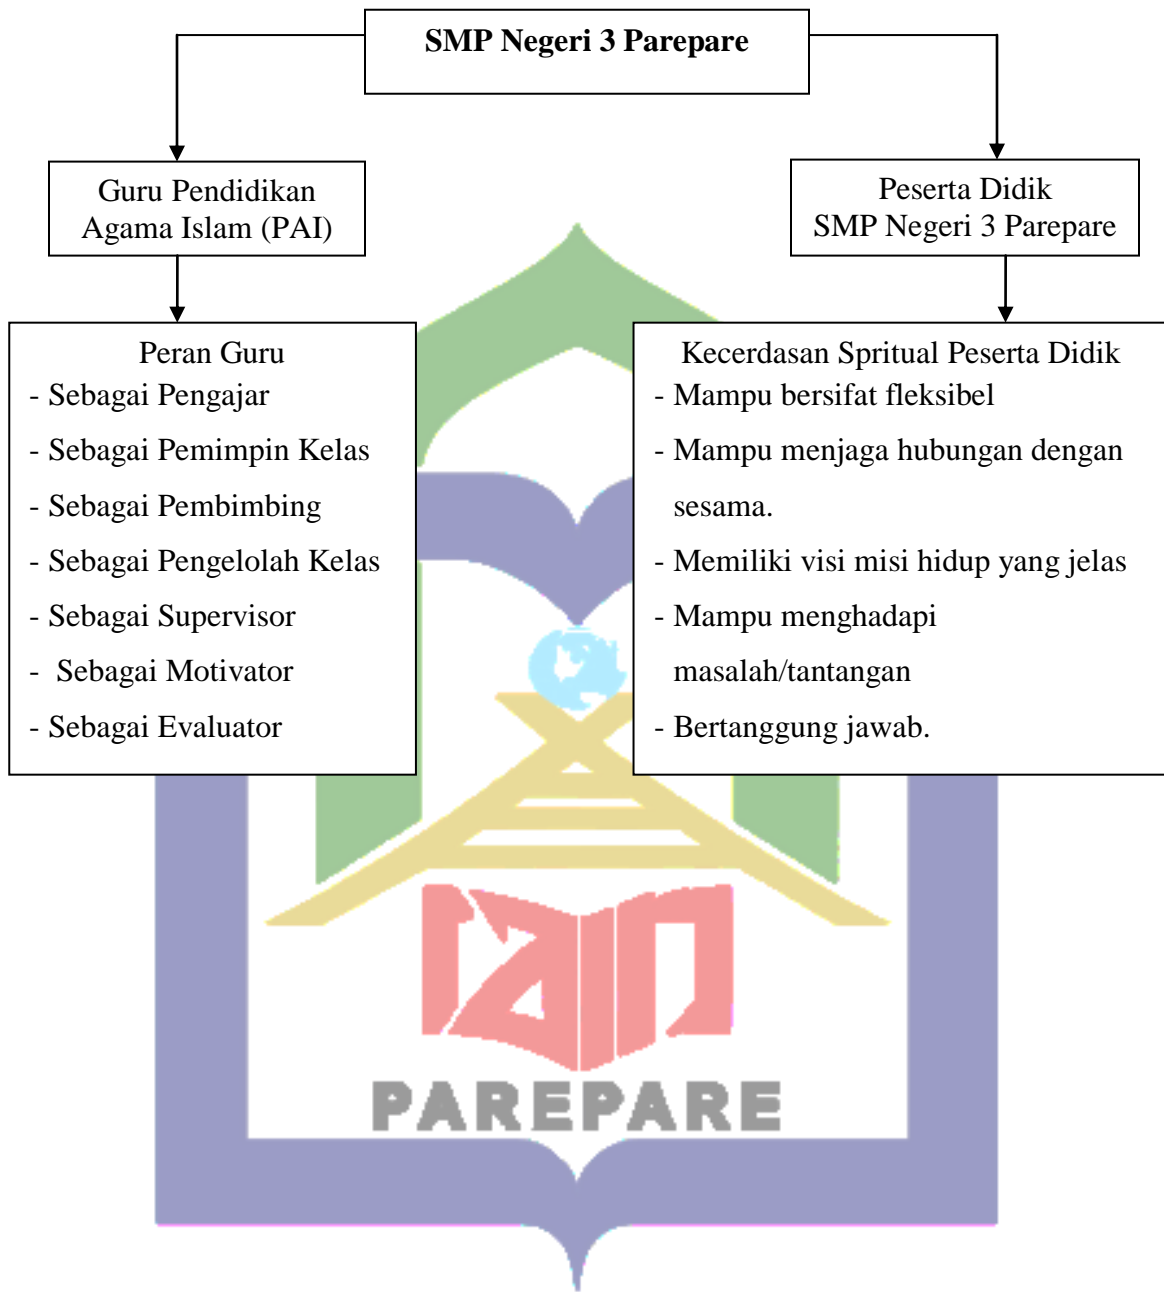 SMP Negeri 3 Parepare
Guru Pendidikan
Agama Islam (PAI)
Peserta Didik
SMP Negeri 3 Parepare
Peran Guru
- Sebagai Pengajar
- Sebagai Pemimpin Kelas
- Sebagai Pembimbing
- Sebagai Pengelolah Kelas
- Sebagai Supervisor
- Sebagai Motivator
- Sebagai Evaluator
Kecerdasan Spritual Peserta Didik
- Mampu bersifat fleksibel
- Mampu menjaga hubungan dengan
sesama.
- Memiliki visi misi hidup yang jelas
- Mampu menghadapi
masalah/tantangan
- Bertanggung jawab.
iain
PAREPARE